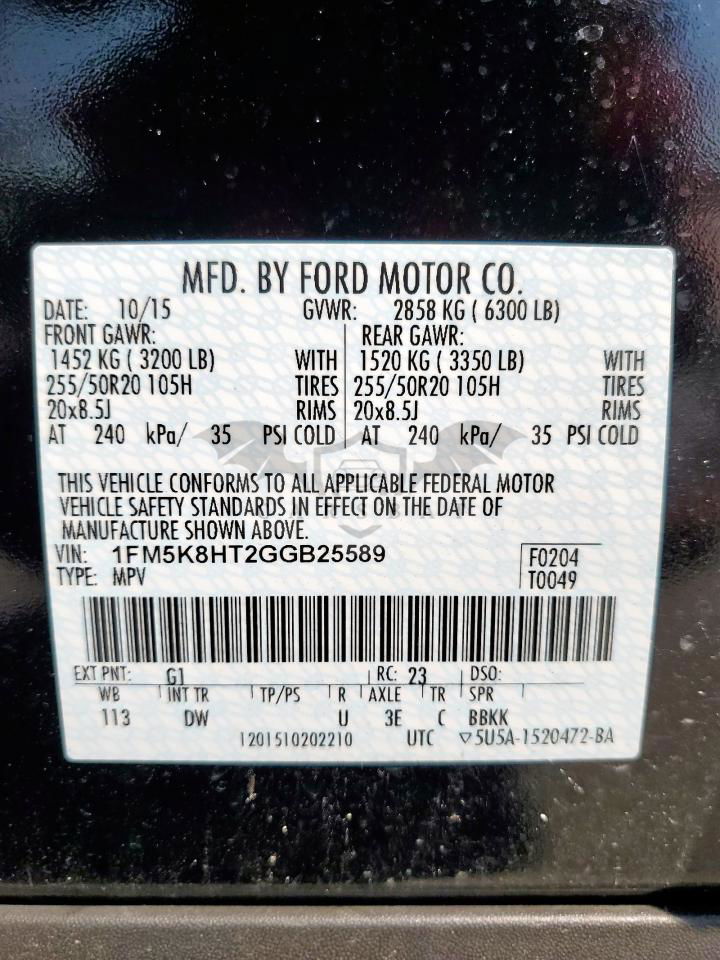 MFD. BY FORD MOTOR CO.
DATE: 10/15 GVWR: 2858 KG ( 6300 LB)
FRONT GAWR: REAR GAWR:
1452 KG ( 3200 LB) WITH 1520 KG ( 3350 LB) WITH
255/50R20 105H TIRES 255/50R20 105H TIRES
20x8.5J RIMS 20x8.5J RIMS
AT 240 kPa/ 35 PSI COLD AT 240 kPa/ 35 PSI COLD
THIS VEHICLE CONFORMS TO ALL APPLICABLE FEDERAL MOTOR
VEHICLE SAFETY STANDARDS IN EFFECT ON THE DATE OF
MANUFACTURE SHOWN ABOVE.
VIN: 1FM5K8HT2GGB25589 F0204
TYPE: MPV T0049
EXT PNT: G1 RC: 23 DSO:
WB INT TR TP/PS R AXLE TR SPR
113 DW U 3E C BBKK
1201510202210 UTC ▽5U5A-1520472-BA